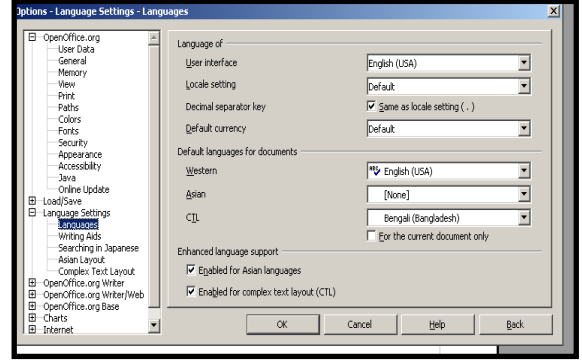 Options - Language Settings - Languages
OpenOffice.org
User Data
General
Memory
View
Print
Paths
Colors
Fonts
Security
Appearance
Accessibility
Java
Online Update
Load/Save
Language Settings
Languages
Writing Aids
Searching in Japanese
Asian Layout
Complex Text Layout
OpenOffice.org Writer
OpenOffice.org Writer/Web
OpenOffice.org Base
Charts
Internet
Language of
User interface English (USA)
Locale setting Default
Decimal separator key Same as locale setting ( . )
Default currency Default
Default languages for documents
Western English (USA)
Asian [None]
CTL Bengali (Bangladesh)
For the current document only
Enhanced language support
Enabled for Asian languages
Enabled for complex text layout (CTL)
OK Cancel Help Back